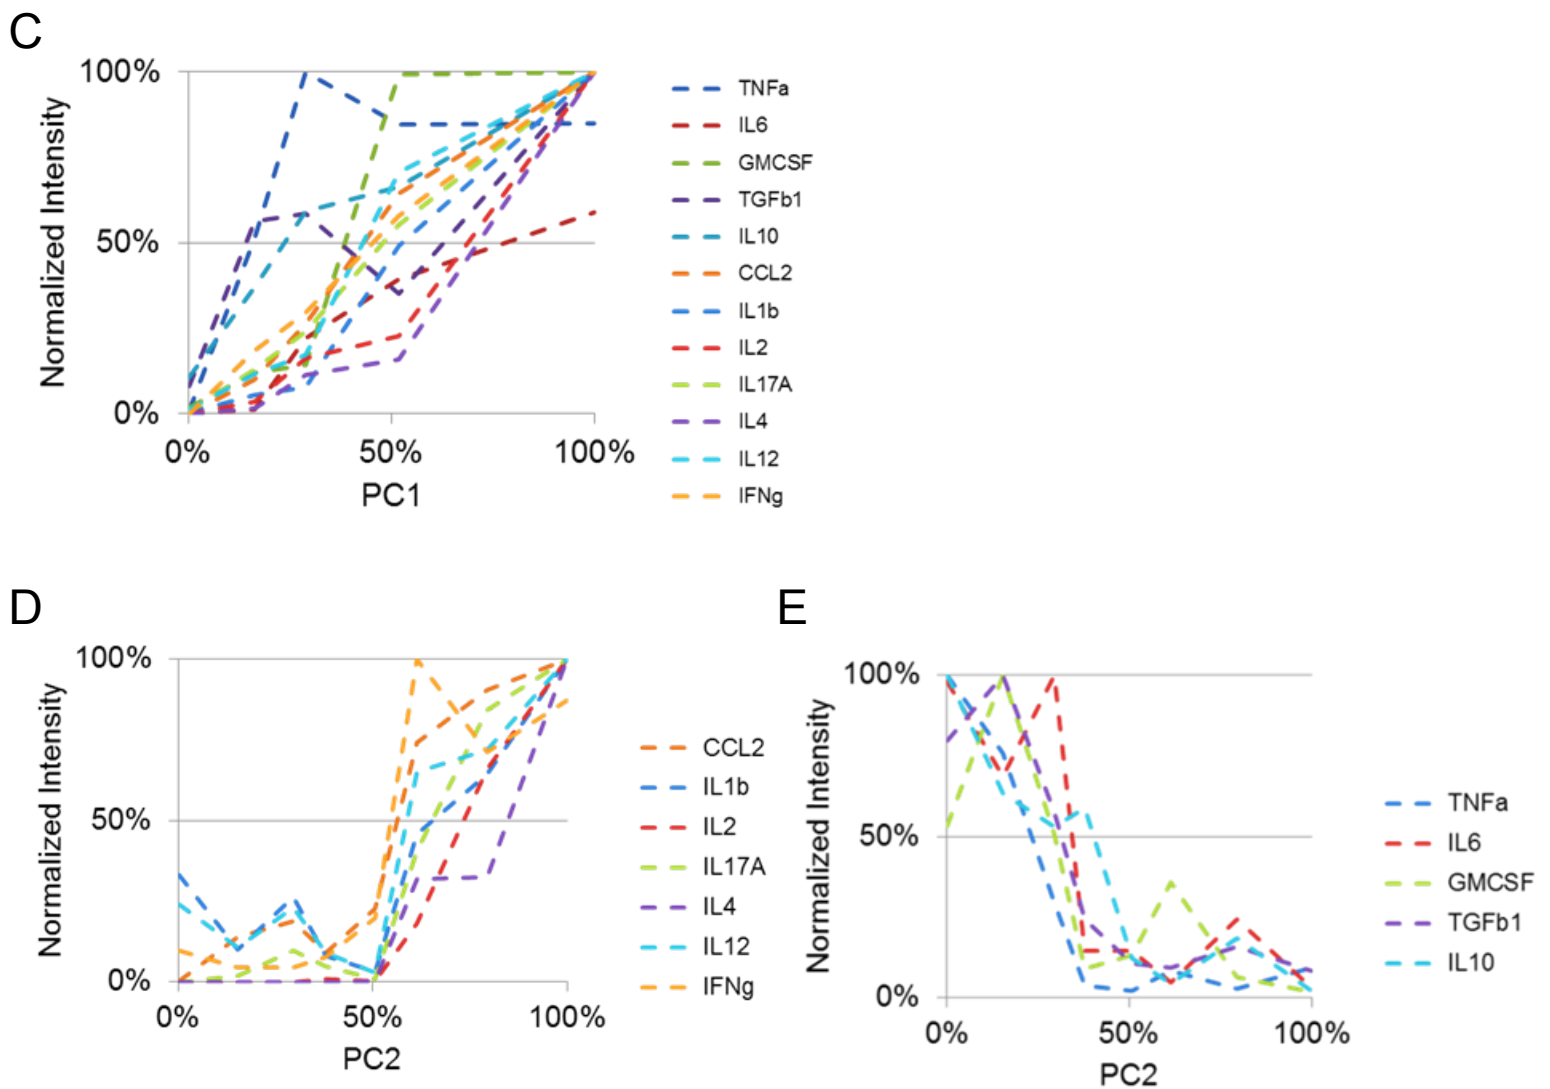 C
100%
50%
0%
Normalized Intensity
0% 50% 100%
PC1
TNFa
IL6
GMCSF
TGFb1
IL10
CCL2
IL1b
IL2
IL17A
IL4
IL12
IFNg
D
100%
50%
0%
Normalized Intensity
0% 50% 100%
PC2
CCL2
IL1b
IL2
IL17A
IL4
IL12
IFNg
E
100%
50%
0%
Normalized Intensity
0% 50% 100%
PC2
TNFa
IL6
GMCSF
TGFb1
IL10